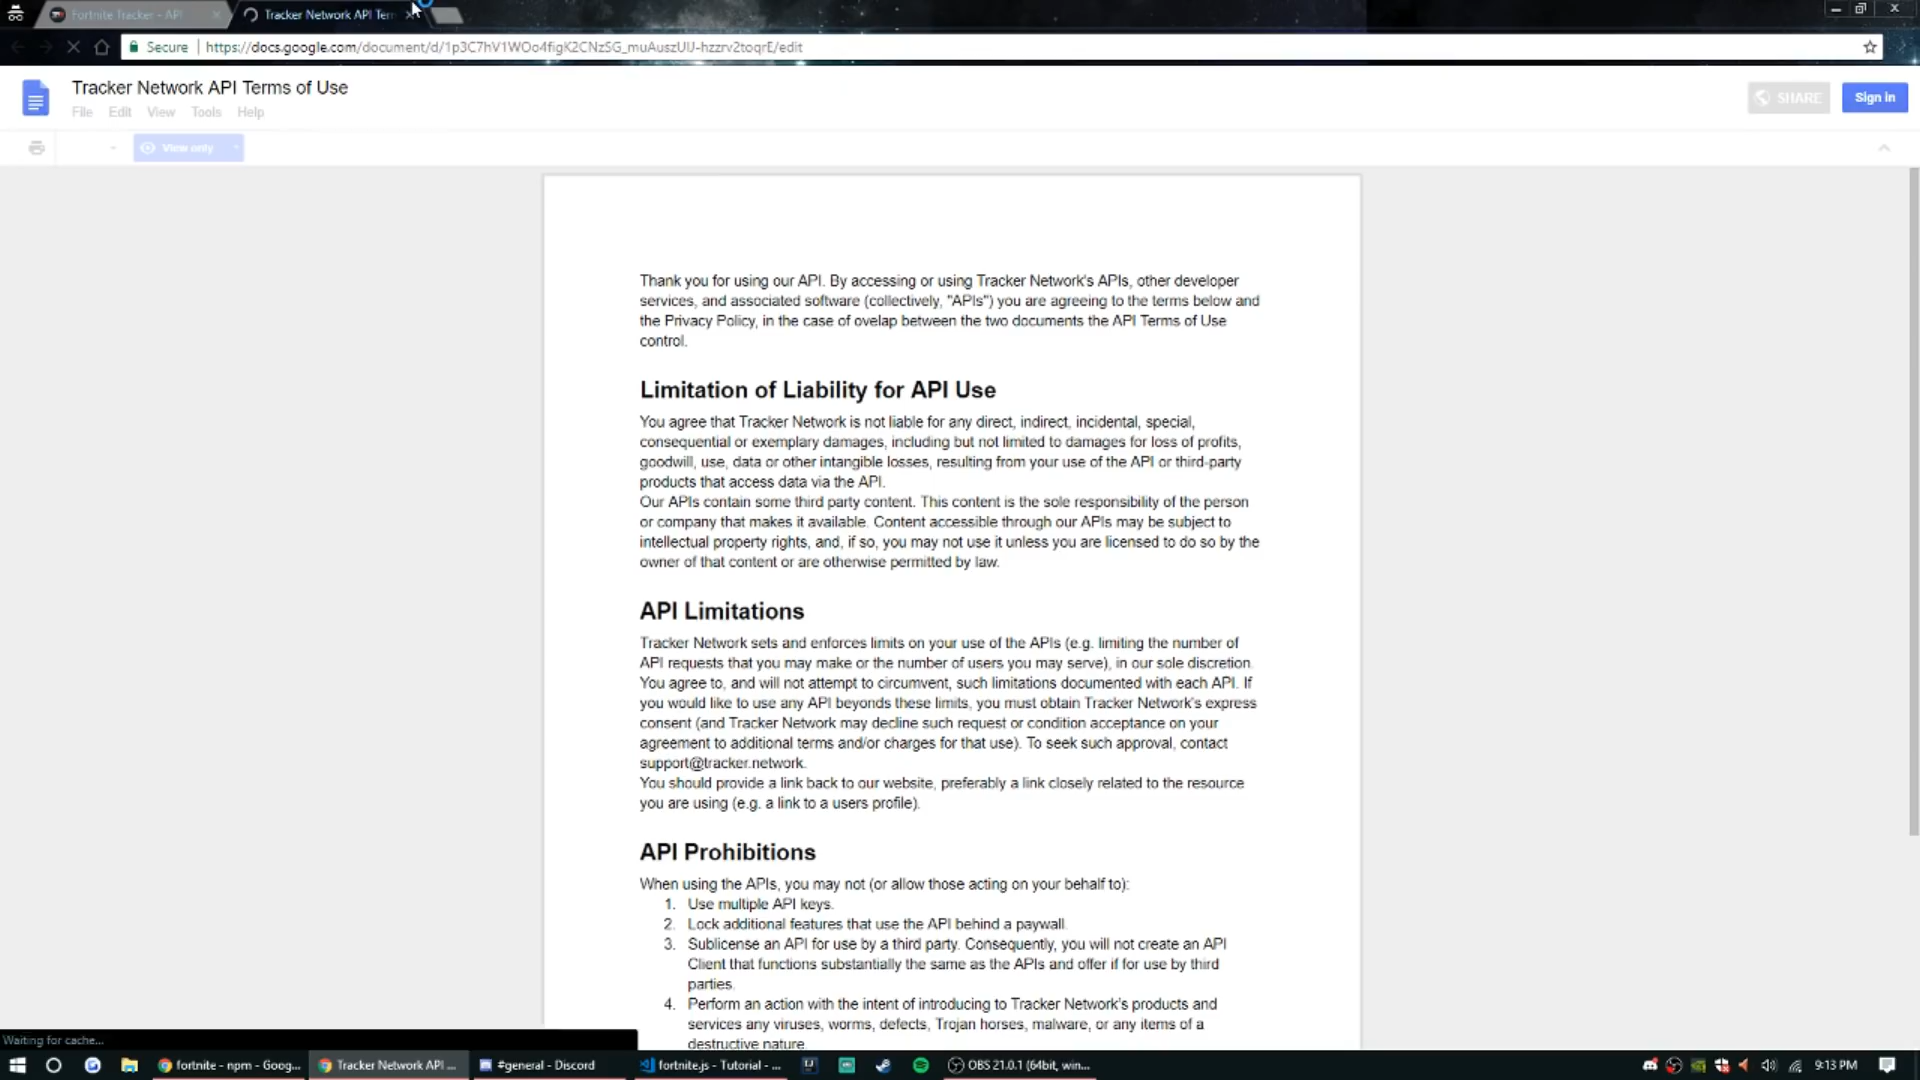 Fortnite Tracker - API
Tracker Network API Ter
Secure
https://docs.google.com/document/d/1p3C7hV1WOo4figK2CNzSG_muAuszUlJ-hzzrv2toqrE/edit
Tracker Network API Terms of Use
File Edit View Tools Help
SHARE
Sign in
View only
Thank you for using our API. By accessing or using Tracker Network's APIs, other developer
services, and associated software (collectively, "APIs") you are agreeing to the terms below and
the Privacy Policy, in the case of ovelap between the two documents the API Terms of Use
control.
Limitation of Liability for API Use
You agree that Tracker Network is not liable for any direct, indirect, incidental, special,
consequential or exemplary damages, including but not limited to damages for loss of profits,
goodwill, use, data or other intangible losses, resulting from your use of the API or third-party
products that access data via the API.
Our APIs contain some third party content. This content is the sole responsibility of the person
or company that makes it available. Content accessible through our APIs may be subject to
intellectual property rights, and, if so, you may not use it unless you are licensed to do so by the
owner of that content or are otherwise permitted by law.
API Limitations
Tracker Network sets and enforces limits on your use of the APIs (e.g. limiting the number of
API requests that you may make or the number of users you may serve), in our sole discretion.
You agree to, and will not attempt to circumvent, such limitations documented with each API. If
you would like to use any API beyonds these limits, you must obtain Tracker Network's express
consent (and Tracker Network may decline such request or condition acceptance on your
agreement to additional terms and/or charges for that use). To seek such approval, contact
support@tracker.network.
You should provide a link back to our website, preferably a link closely related to the resource
you are using (e.g. a link to a users profile).
API Prohibitions
When using the APIs, you may not (or allow those acting on your behalf to):
1. Use multiple API keys.
2. Lock additional features that use the API behind a paywall.
3. Sublicense an API for use by a third party. Consequently, you will not create an API
Client that functions substantially the same as the APIs and offer if for use by third
parties.
4. Perform an action with the intent of introducing to Tracker Network's products and
services any viruses, worms, defects, Trojan horses, malware, or any items of a
destructive nature.
Waiting for cache...
fortnite - npm - Goog...
Tracker Network API ...
#general - Discord
fortnite.js - Tutorial - ...
OBS 21.0.1 (64bit, win...
9:13 PM